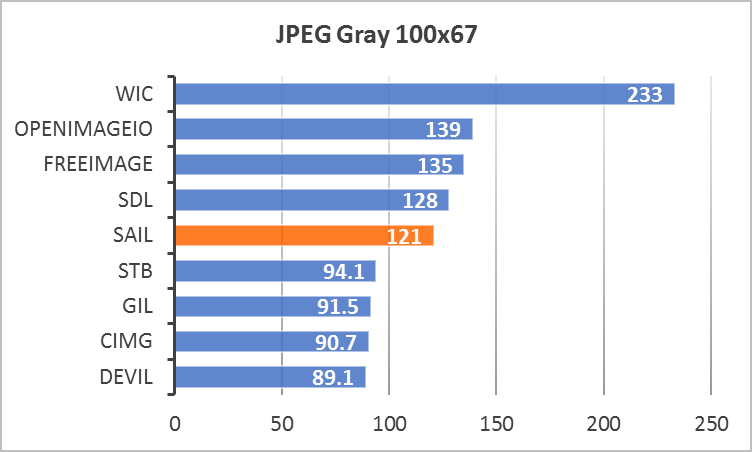 JPEG Gray 100x67
WIC 233
OPENIMAGEIO 139
FREEIMAGE 135
SDL 128
SAIL 121
STB 94.1
GIL 91.5
CIMG 90.7
DEVIL 89.1
0 50 100 150 200 250